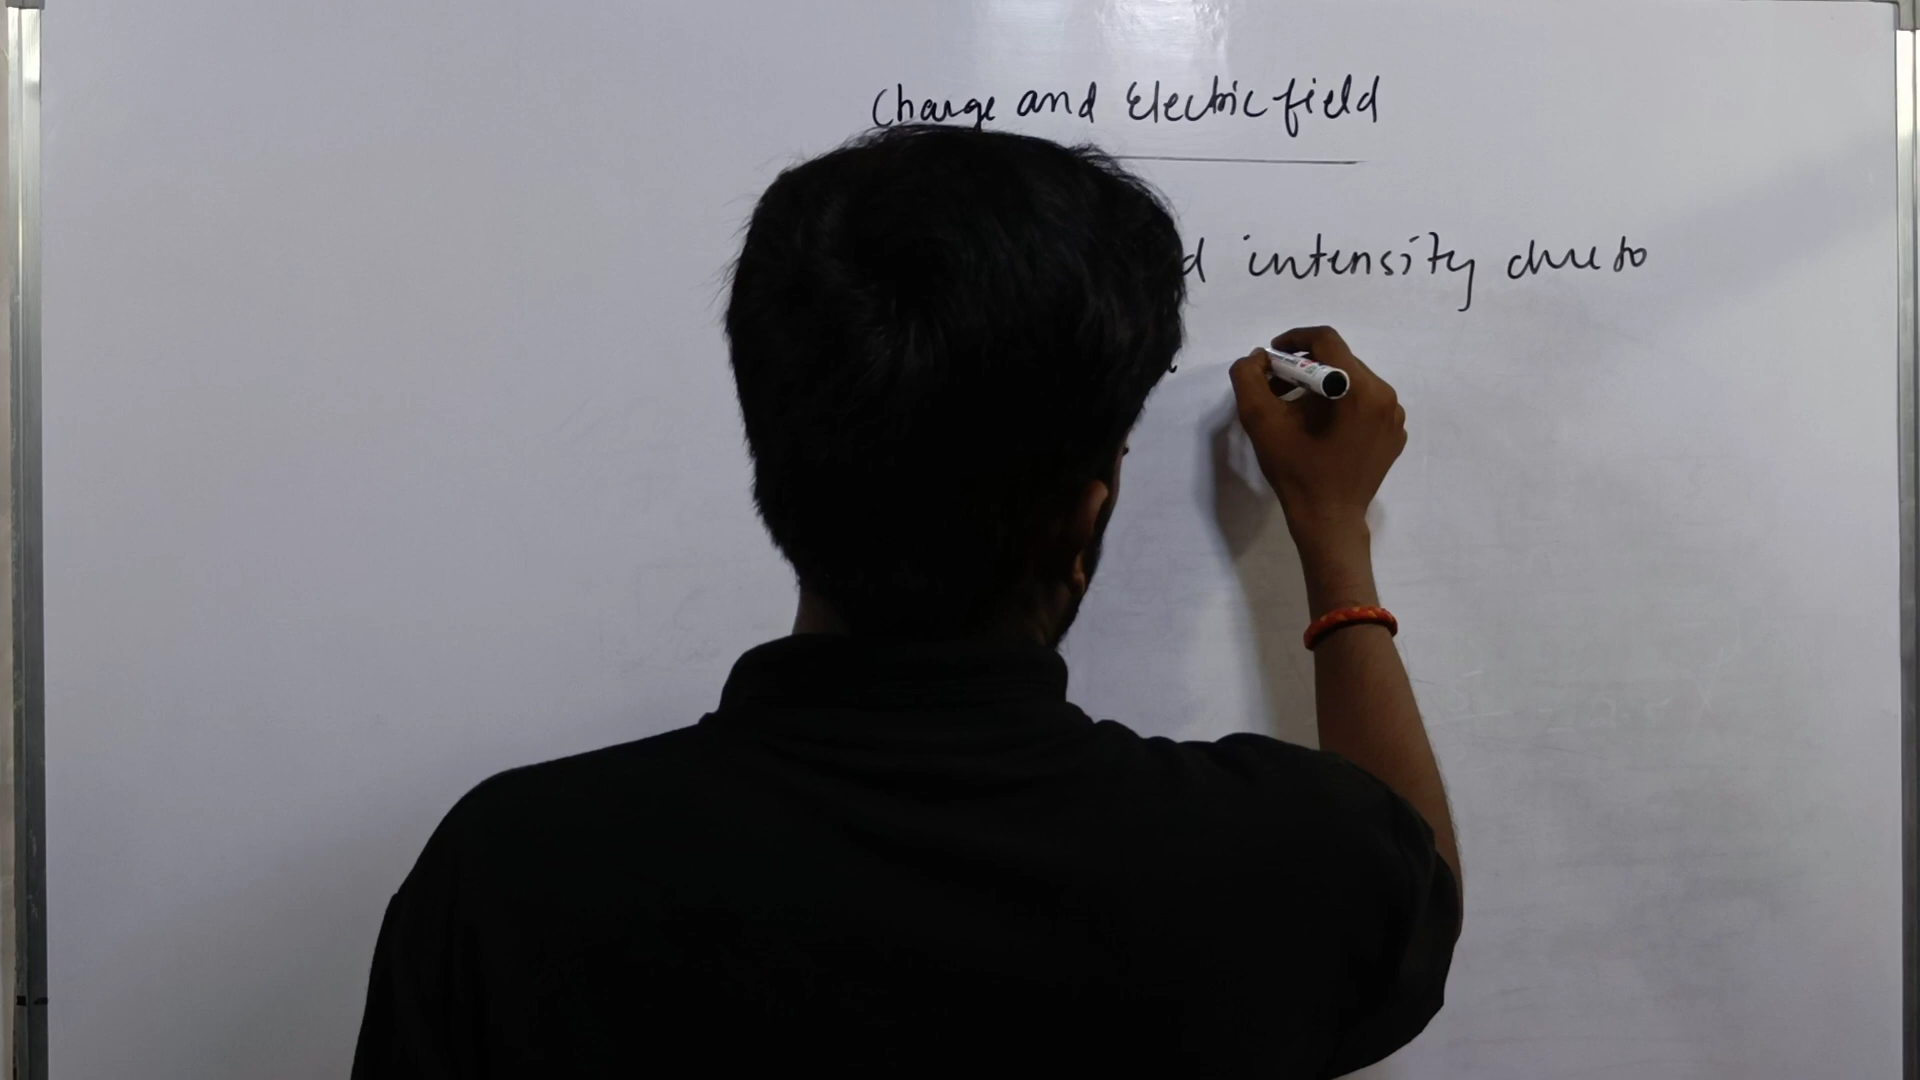 Charge and Electric field
d intensity due to